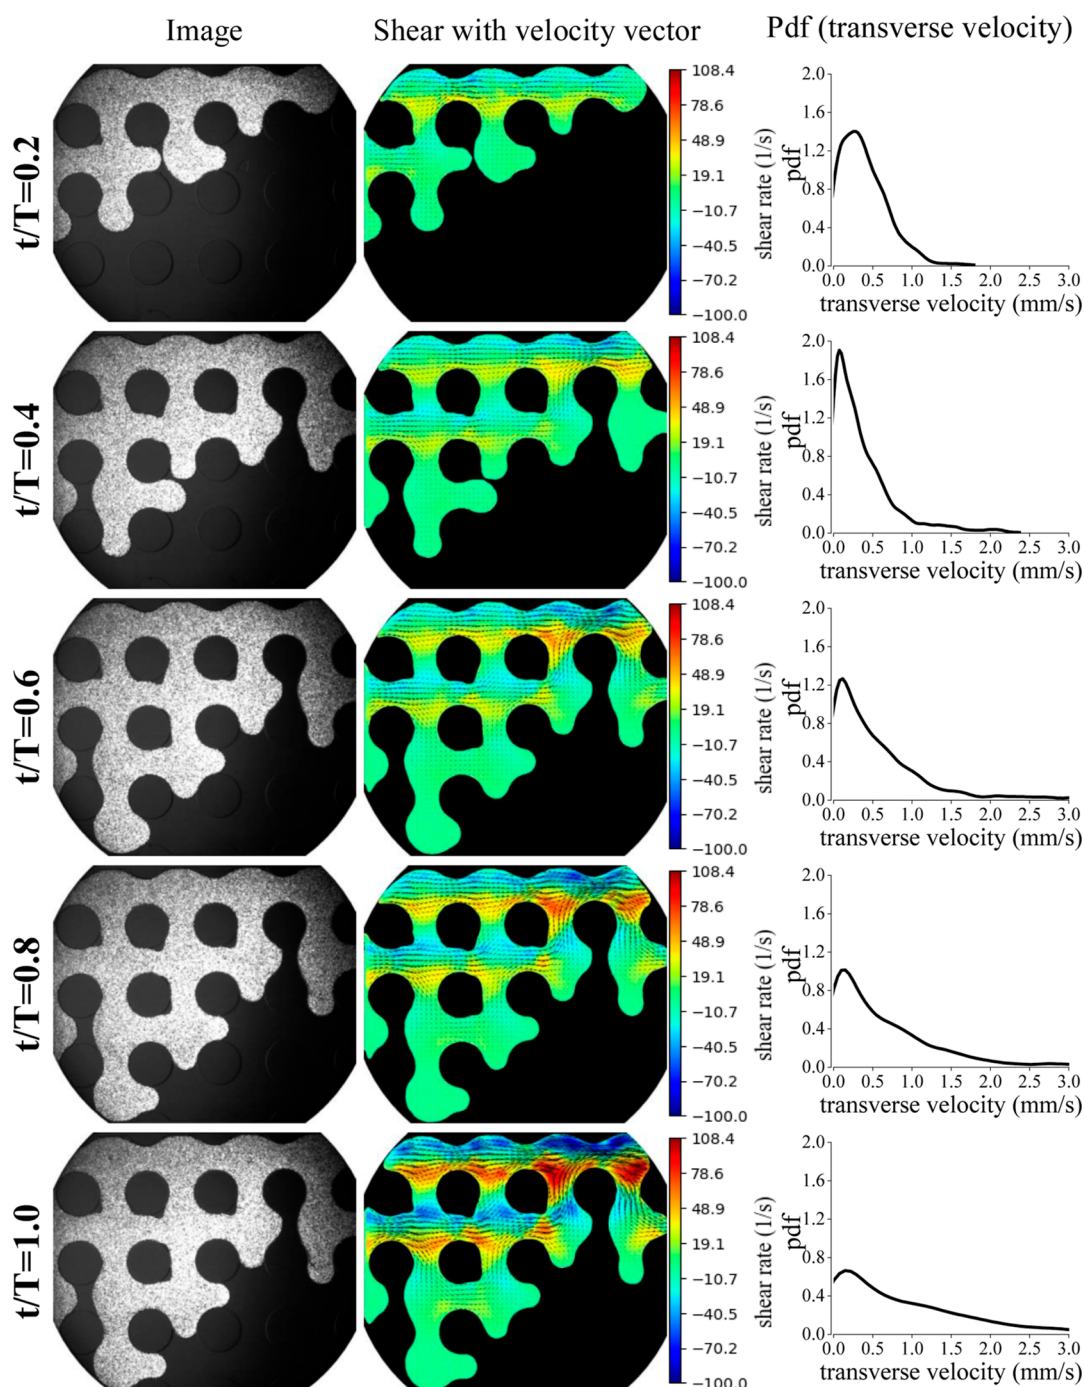 Image Shear with velocity vector Pdf (transverse velocity)
t/T=0.2
108.4
78.6
48.9
19.1
−10.7
−40.5
−70.2
−100.0
shear rate (1/s)
pdf
2.0
1.6
1.2
0.8
0.4
0.0
0.0 0.5 1.0 1.5 2.0 2.5 3.0
transverse velocity (mm/s)
t/T=0.4
108.4
78.6
48.9
19.1
−10.7
−40.5
−70.2
−100.0
shear rate (1/s)
pdf
2.0
1.6
1.2
0.8
0.4
0.0
0.0 0.5 1.0 1.5 2.0 2.5 3.0
transverse velocity (mm/s)
t/T=0.6
108.4
78.6
48.9
19.1
−10.7
−40.5
−70.2
−100.0
shear rate (1/s)
pdf
2.0
1.6
1.2
0.8
0.4
0.0
0.0 0.5 1.0 1.5 2.0 2.5 3.0
transverse velocity (mm/s)
t/T=0.8
108.4
78.6
48.9
19.1
−10.7
−40.5
−70.2
−100.0
shear rate (1/s)
pdf
2.0
1.6
1.2
0.8
0.4
0.0
0.0 0.5 1.0 1.5 2.0 2.5 3.0
transverse velocity (mm/s)
t/T=1.0
108.4
78.6
48.9
19.1
−10.7
−40.5
−70.2
−100.0
shear rate (1/s)
pdf
2.0
1.6
1.2
0.8
0.4
0.0
0.0 0.5 1.0 1.5 2.0 2.5 3.0
transverse velocity (mm/s)